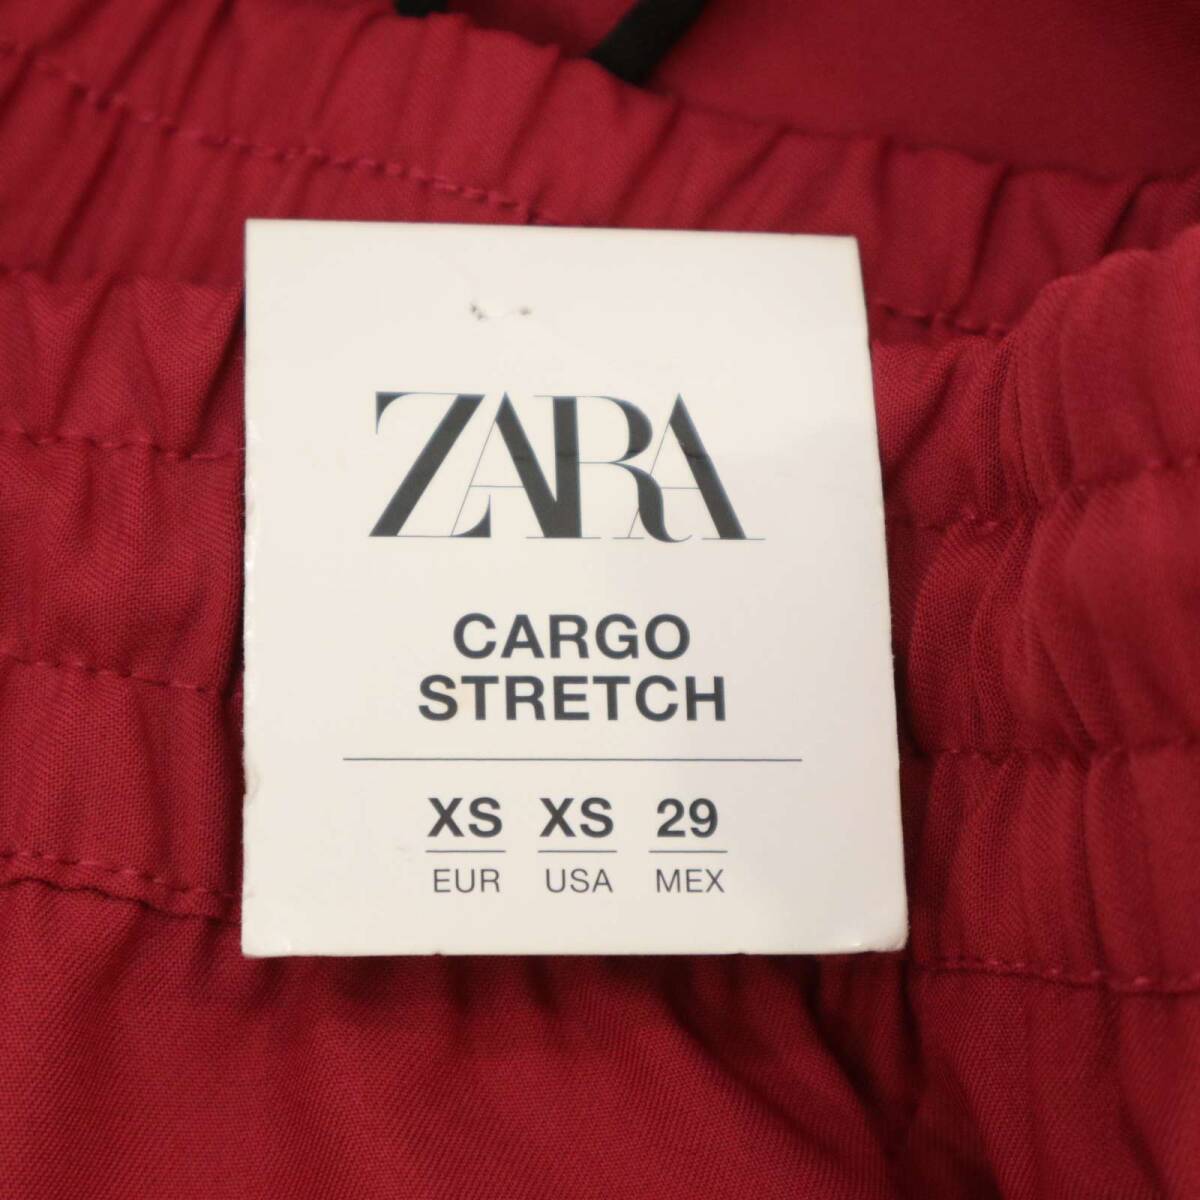 ZARA
CARGO
STRETCH
XS XS 29
EUR USA MEX